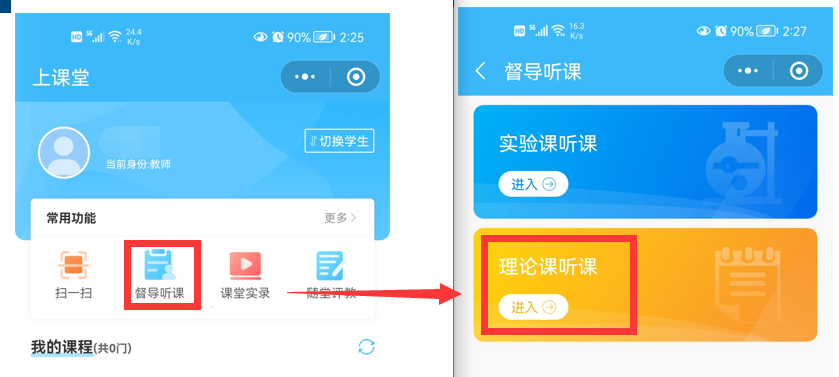 HD 5G 24.4 K/s 90% 2:25
上课堂
切换学生
当前身份:教师
常用功能 更多
扫一扫 督导听课 课堂实录 随堂评教
我的课程(共0门)
HD 5G 16.3 K/s 90% 2:27
督导听课
实验课听课
进入
理论课听课
进入